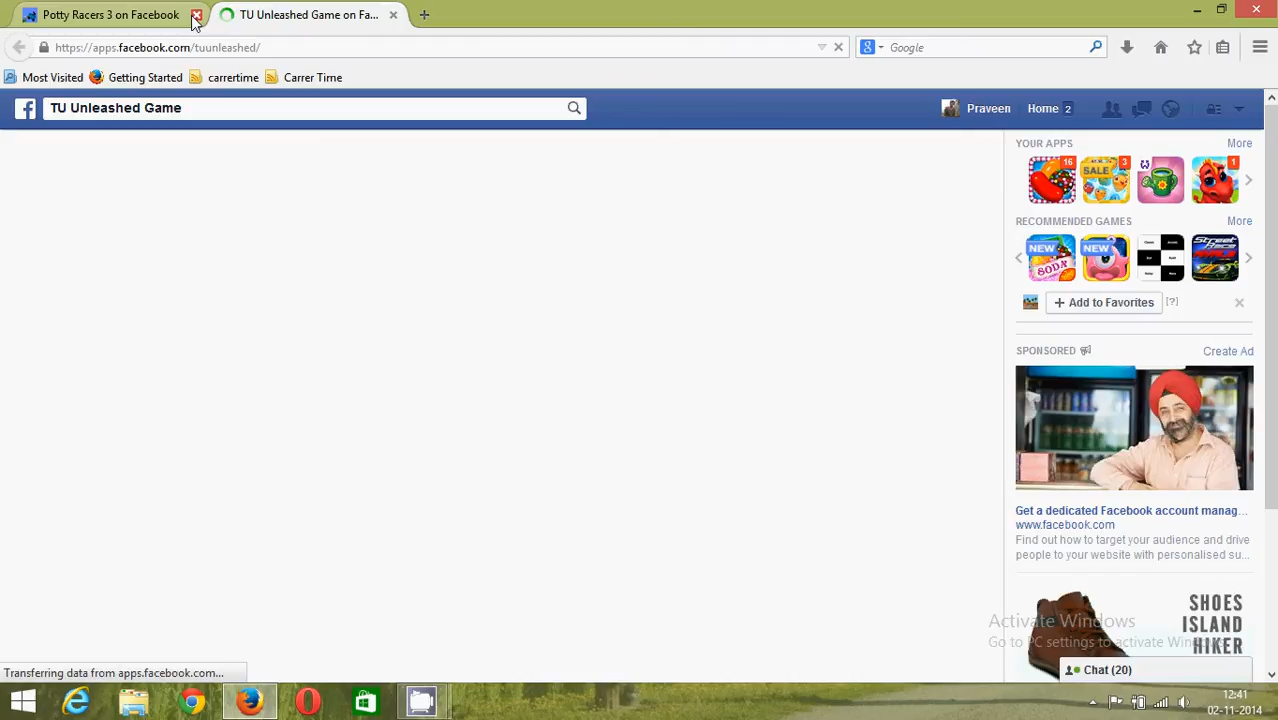 Potty Racers 3 on Facebook
TU Unleashed Game on Fa...
https://apps.facebook.com/tuunleashed/
Google
Most Visited
Getting Started
carrertime
Carrer Time
TU Unleashed Game
Praveen
Home 2
YOUR APPS
More
16
SALE
3
1
RECOMMENDED GAMES
More
NEW
SODA
NEW
+ Add to Favorites
[?]
SPONSORED
Create Ad
Get a dedicated Facebook account manag...
www.facebook.com
Find out how to target your audience and drive
people to your website with personalised su...
SHOES
ISLAND
HIKER
Activate Windows
Go to PC settings to activate Windows.
Chat (20)
Transferring data from apps.facebook.com...
12:41
02-11-2014